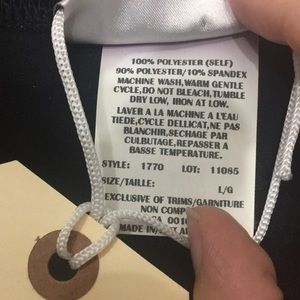 100% POLYESTER (SELF)
90% POLYESTER/10% SPANDEX
MACHINE WASH,WARM GENTLE
CYCLE,DO NOT BLEACH,TUMBLE
DRY LOW, IRON AT LOW.
LAVER A LA MACHINE A L'EAU
TIEDE,CYCLE DELLICAT,NE PAS
BLANCHIR,SECHAGE PAR
CULBUTAGE, REPASSER A
BASSE TEMPERATURE.
STYLE: 1770 LOT: 11085
SIZE/TAILLE: L/G
EXCLUSIVE OF TRIMS/GARNITURE
NON COMP
CA 0010
MADE IN